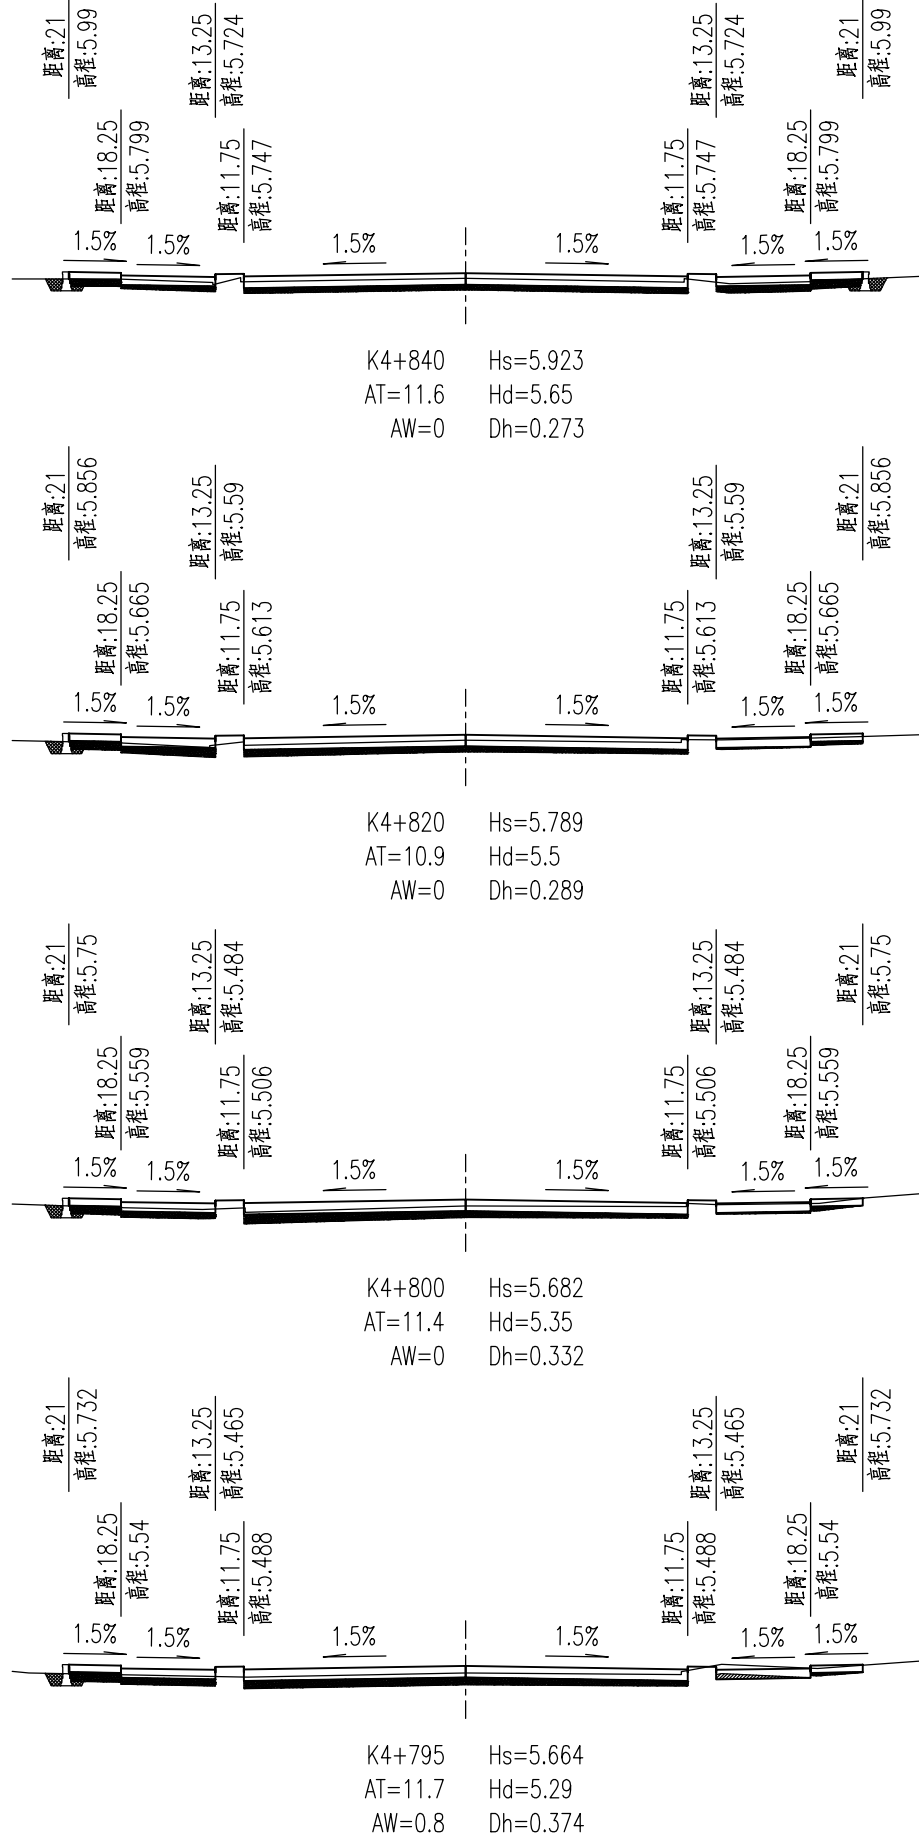 距离:21
高程:5.99
距离:13.25
高程:5.724
距离:13.25
高程:5.724
距离:21
高程:5.99
距离:18.25
高程:5.799
距离:11.75
高程:5.747
距离:11.75
高程:5.747
距离:18.25
高程:5.799
1.5%
1.5%
1.5%
1.5%
1.5%
1.5%
K4+840 Hs=5.923
AT=11.6 Hd=5.65
AW=0 Dh=0.273
距离:21
高程:5.856
距离:13.25
高程:5.59
距离:13.25
高程:5.59
距离:21
高程:5.856
距离:18.25
高程:5.665
距离:11.75
高程:5.613
距离:11.75
高程:5.613
距离:18.25
高程:5.665
1.5%
1.5%
1.5%
1.5%
1.5%
1.5%
K4+820 Hs=5.789
AT=10.9 Hd=5.5
AW=0 Dh=0.289
距离:21
高程:5.75
距离:13.25
高程:5.484
距离:13.25
高程:5.484
距离:21
高程:5.75
距离:18.25
高程:5.559
距离:11.75
高程:5.506
距离:11.75
高程:5.506
距离:18.25
高程:5.559
1.5%
1.5%
1.5%
1.5%
1.5%
1.5%
K4+800 Hs=5.682
AT=11.4 Hd=5.35
AW=0 Dh=0.332
距离:21
高程:5.732
距离:13.25
高程:5.465
距离:13.25
高程:5.465
距离:21
高程:5.732
距离:18.25
高程:5.54
距离:11.75
高程:5.488
距离:11.75
高程:5.488
距离:18.25
高程:5.54
1.5%
1.5%
1.5%
1.5%
1.5%
1.5%
K4+795 Hs=5.664
AT=11.7 Hd=5.29
AW=0.8 Dh=0.374